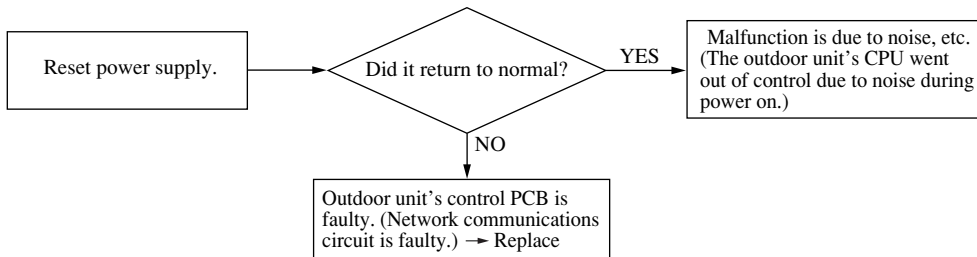 Reset power supply.
Did it return to normal?
YES
Malfunction is due to noise, etc.
(The outdoor unit's CPU went
out of control due to noise during
power on.)
NO
Outdoor unit's control PCB is
faulty. (Network communications
circuit is faulty.) → Replace